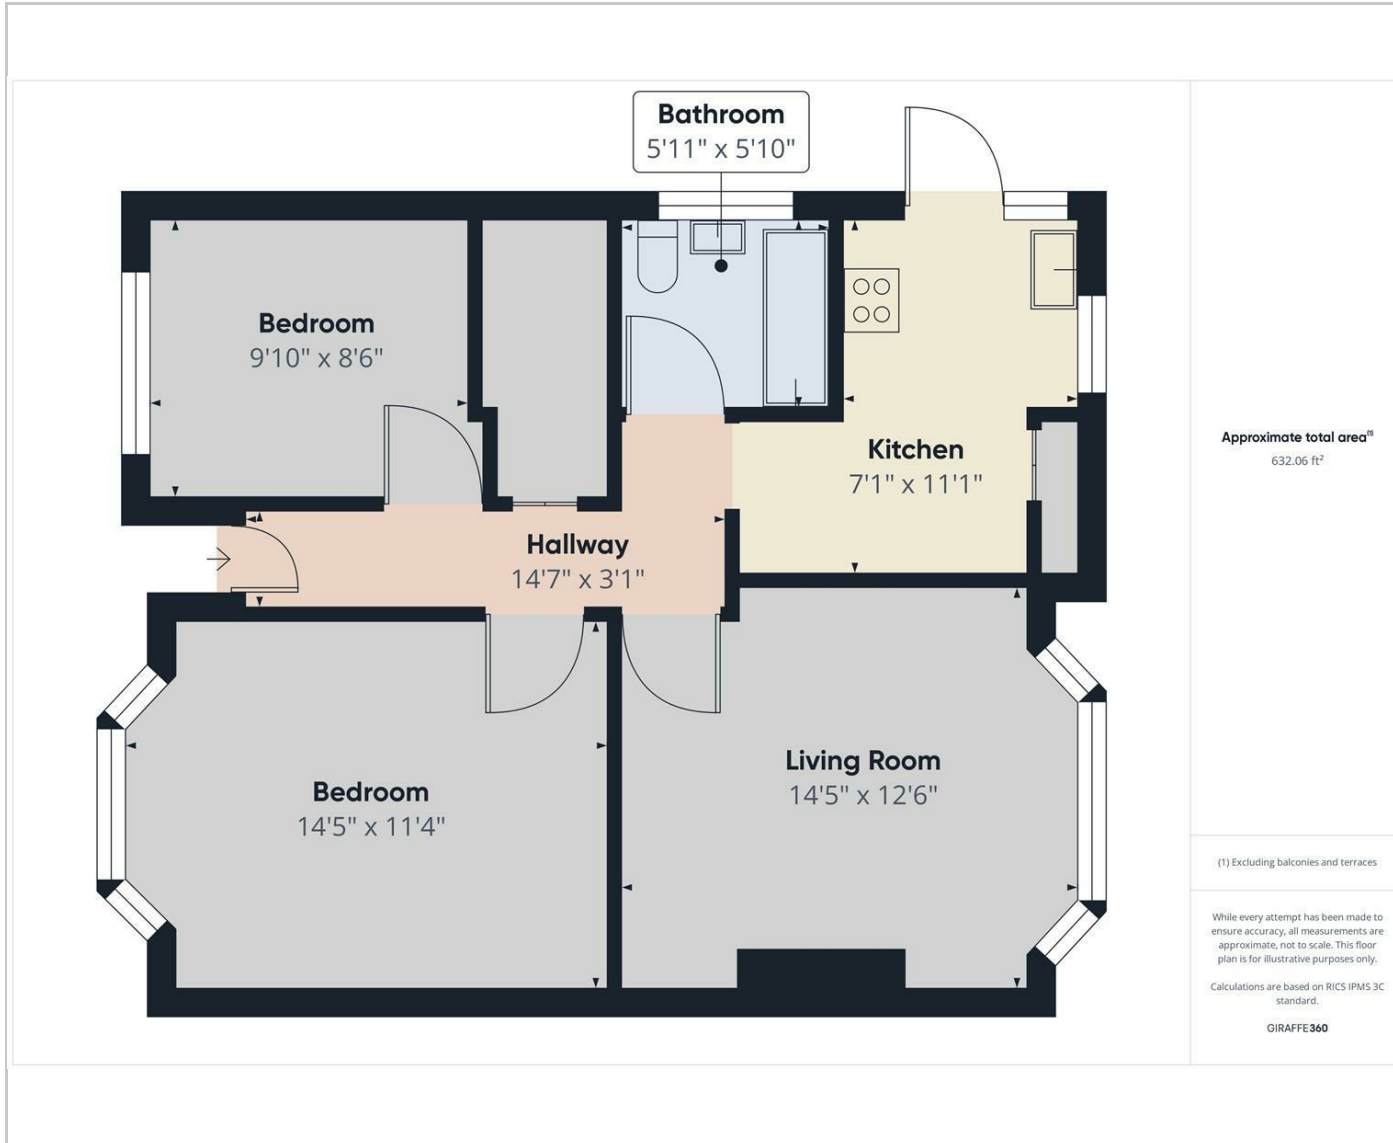 Bathroom
5'11" x 5'10"
Bedroom
9'10" x 8'6"
Kitchen
7'1" x 11'1"
Hallway
14'7" x 3'1"
Bedroom
14'5" x 11'4"
Living Room
14'5" x 12'6"
Approximate total area⁽¹⁾
632.06 ft²
(1) Excluding balconies and terraces
While every attempt has been made to
ensure accuracy, all measurements are
approximate, not to scale. This floor
plan is for illustrative purposes only.
Calculations are based on RICS IPMS 3C
standard.
GIRAFFE360